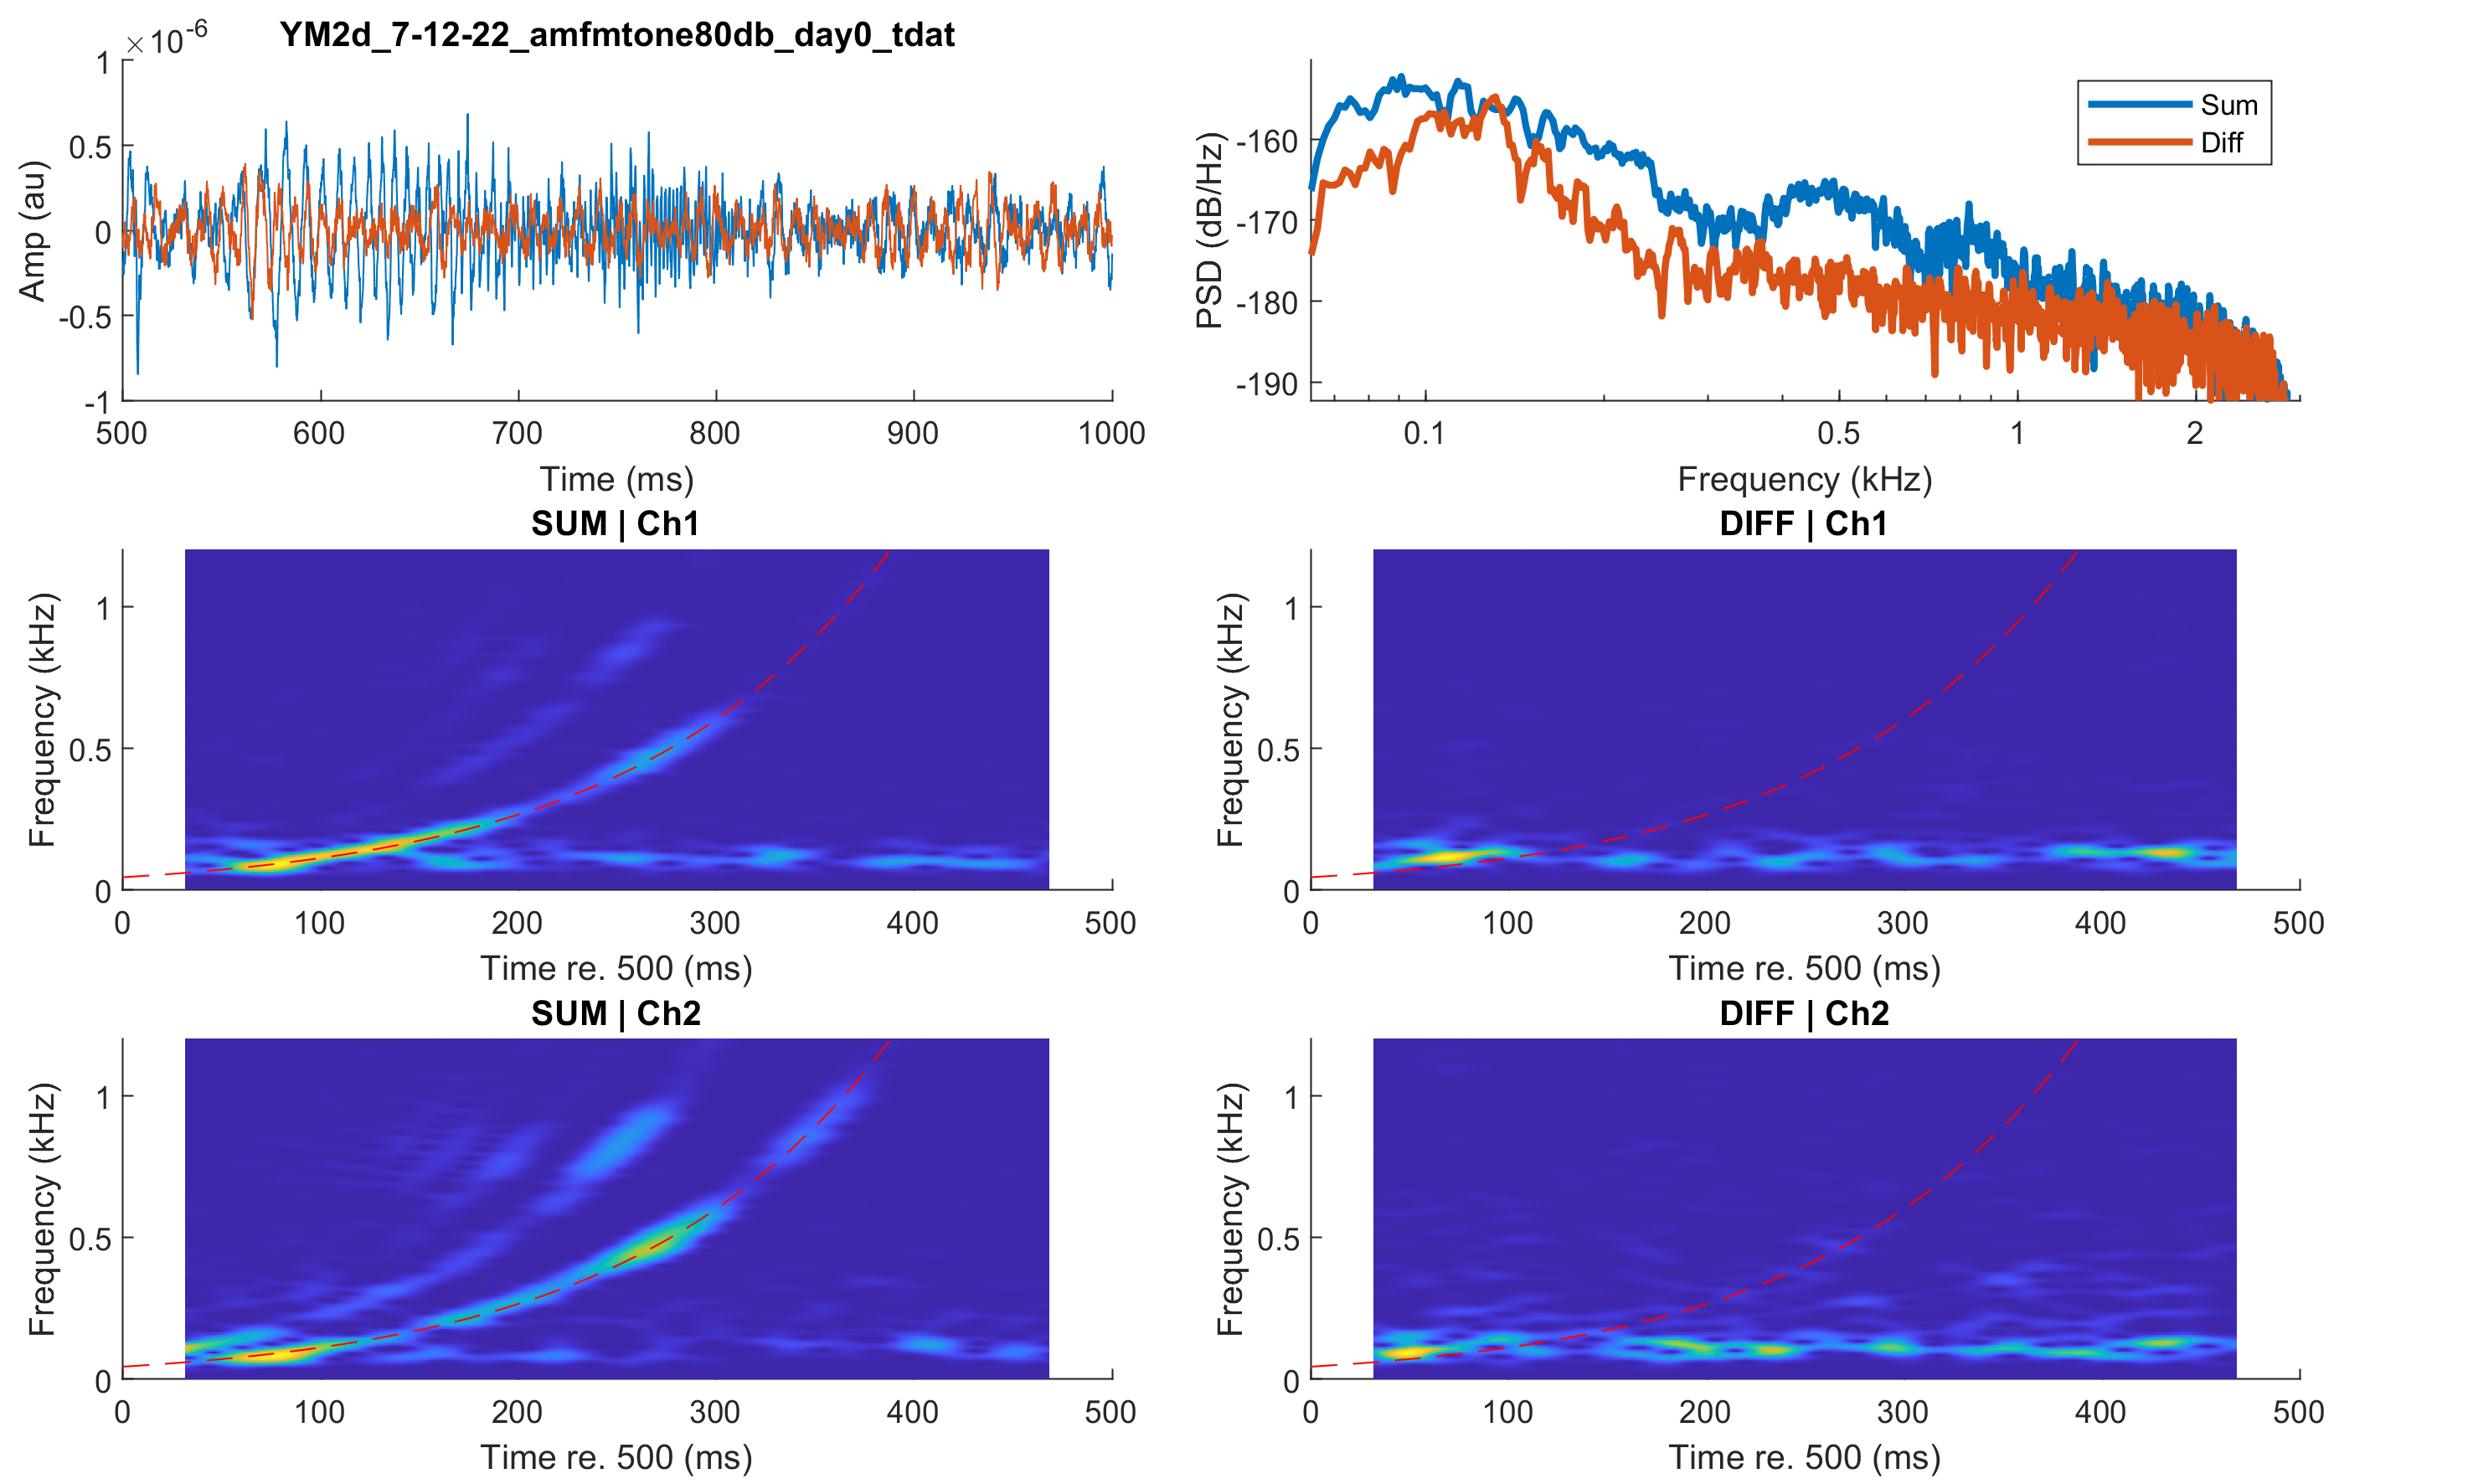 YM2d_7-12-22_amfmtone80db_day0_tdat
×10-6
1
0.5
0
-0.5
-1
Amp (au)
500 600 700 800 900 1000
Time (ms)
Sum
Diff
-160
-170
-180
-190
PSD (dB/Hz)
0.1 0.5 1 2
Frequency (kHz)
SUM | Ch1
1
0.5
0
Frequency (kHz)
0 100 200 300 400 500
Time re. 500 (ms)
DIFF | Ch1
1
0.5
0
Frequency (kHz)
0 100 200 300 400 500
Time re. 500 (ms)
SUM | Ch2
1
0.5
0
Frequency (kHz)
0 100 200 300 400 500
Time re. 500 (ms)
DIFF | Ch2
1
0.5
0
Frequency (kHz)
0 100 200 300 400 500
Time re. 500 (ms)